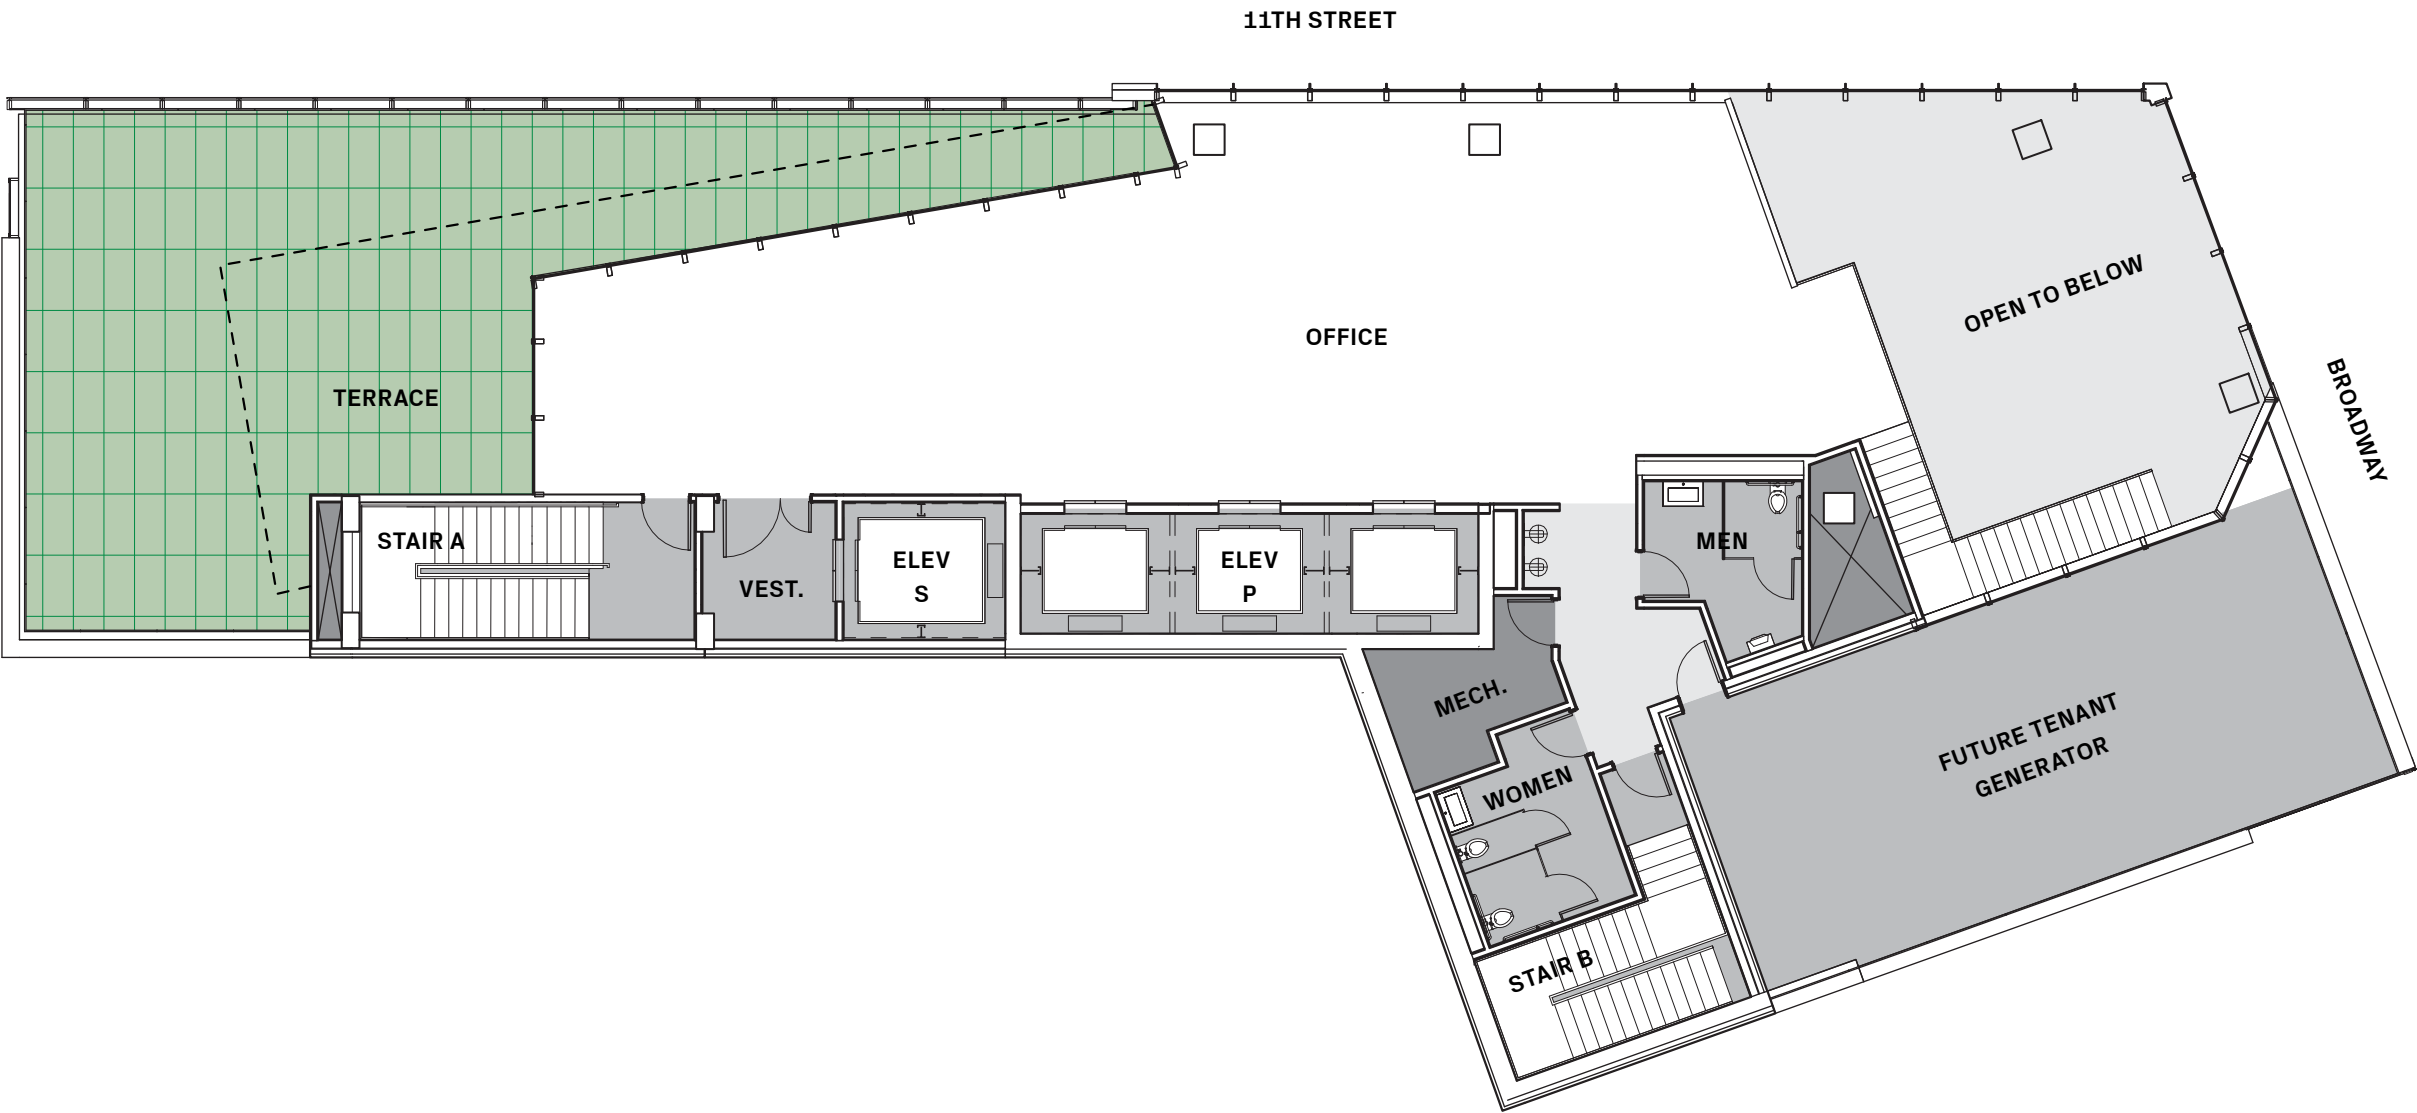 11TH STREET
OPEN TO BELOW
OFFICE
BROADWAY
TERRACE
STAIR A
VEST.
ELEV
S
ELEV
P
MEN
MECH.
WOMEN
FUTURE TENANT
GENERATOR
STAIR B